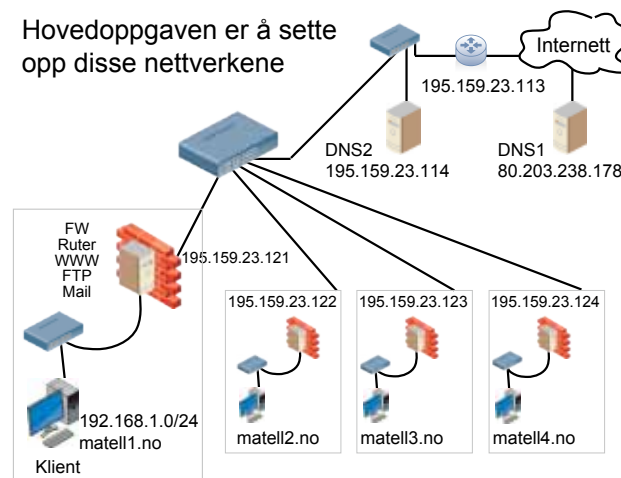 Hovedoppgaven er å sette
opp disse nettverkene
Internett
195.159.23.113
DNS2
195.159.23.114
DNS1
80.203.238.178
FW
Ruter
WWW
FTP
Mail
195.159.23.121
195.159.23.122
195.159.23.123
195.159.23.124
192.168.1.0/24
matell1.no
Klient
matell2.no
matell3.no
matell4.no